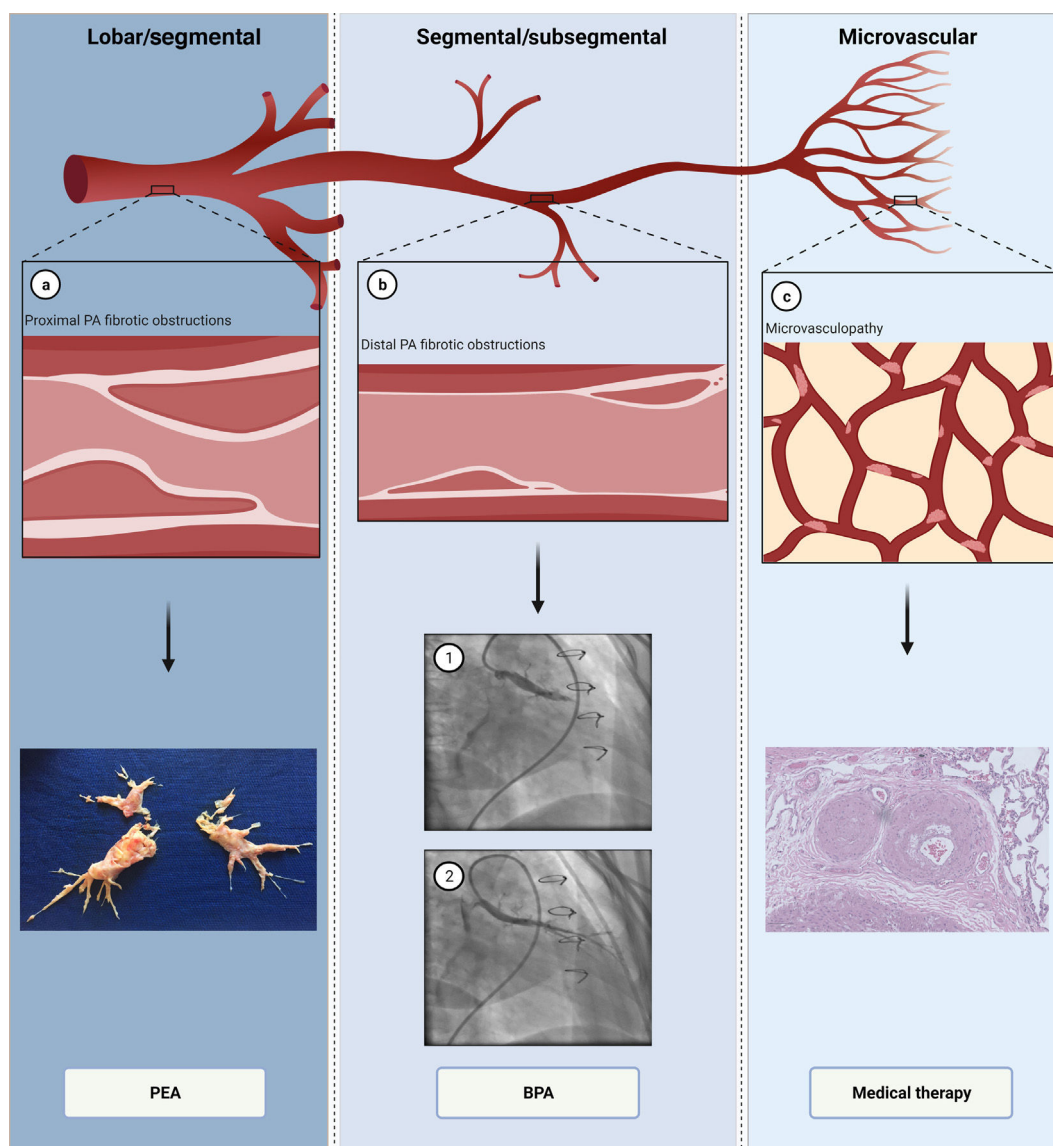 Lobar/segmental
Segmental/subsegmental
Microvascular
a
Proximal PA fibrotic obstructions
b
Distal PA fibrotic obstructions
c
Microvasculopathy
1
2
PEA
BPA
Medical therapy